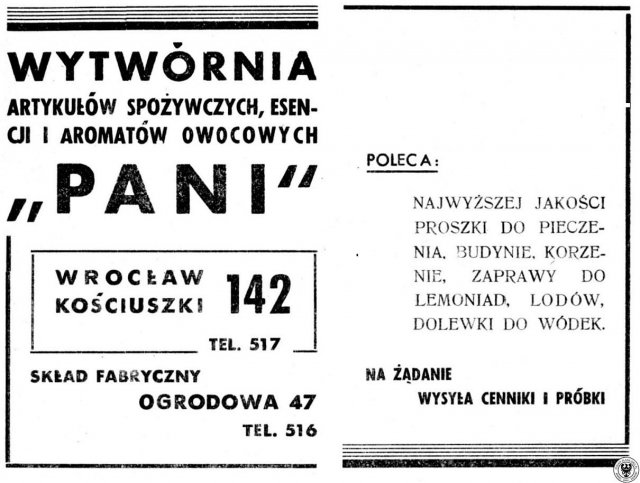 WYTWÓRNIA
ARTYKUŁÓW SPOŻYWCZYCH, ESEN-
CJI I AROMATÓW OWOCOWYCH
„PANI“
WROCŁAW
KOŚCIUSZKI 142
TEL. 517
SKŁAD FABRYCZNY
OGRODOWA 47
TEL. 516
POLECA:
NAJWYŻSZEJ JAKOŚCI
PROSZKI DO PIECZE-
NIA, BUDYNIE, KORZE-
NIE, ZAPRAWY DO
LEMONIAD, LODÓW,
DOLEWKI DO WÓDEK.
NA ŻĄDANIE
WYSYŁA CENNIKI I PRÓBKI